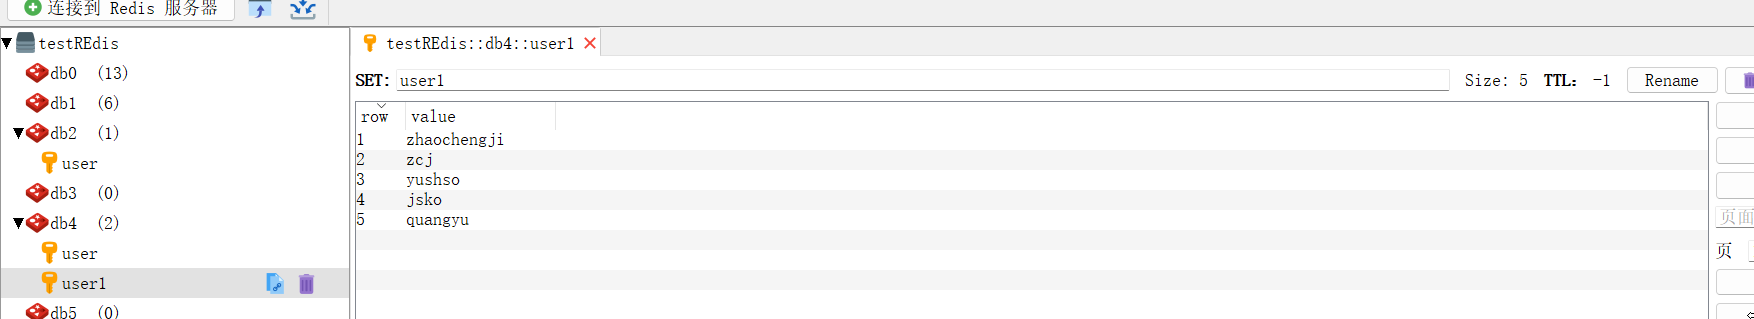 连接到 Redis 服务器
testREdis
db0 (13)
db1 (6)
db2 (1)
user
db3 (0)
db4 (2)
user
user1
db5 (0)
testREdis::db4::user1
SET: user1 Size: 5 TTL: -1 Rename
row value
1 zhaochengji
2 zcj
3 yushso
4 jsko
5 quangyu
页面
页